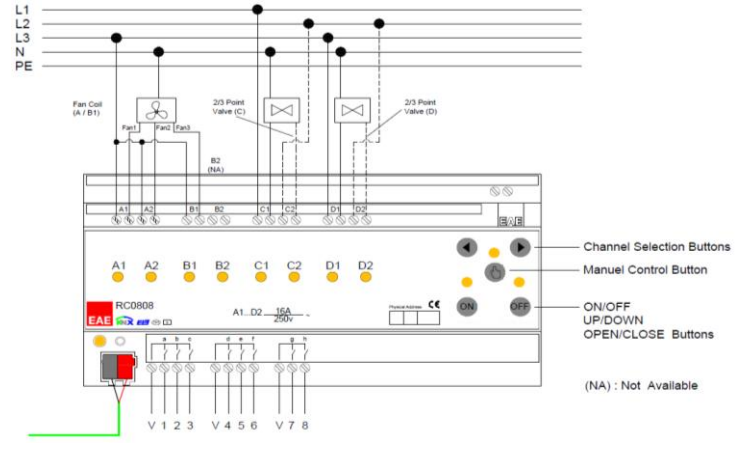 L1
L2
L3
N
PE
Fan Coil
(A / B1)
2/3 Point
Valve (C)
2/3 Point
Valve (D)
Fan1
Fan2
Fan3
B2
(NA)
A1
A2
B1
B2
C1
C2
D1
D2
EAE
A1
A2
B1
B2
C1
C2
D1
D2
Channel Selection Buttons
Manuel Control Button
ON
OFF
ON/OFF
UP/DOWN
OPEN/CLOSE Buttons
RC0808
EAE
A1...D2 16A
250v ~
Physical Address
CE
a b c
d e f
g h
(NA) : Not Available
V 1 2 3
V 4 5 6
V 7 8